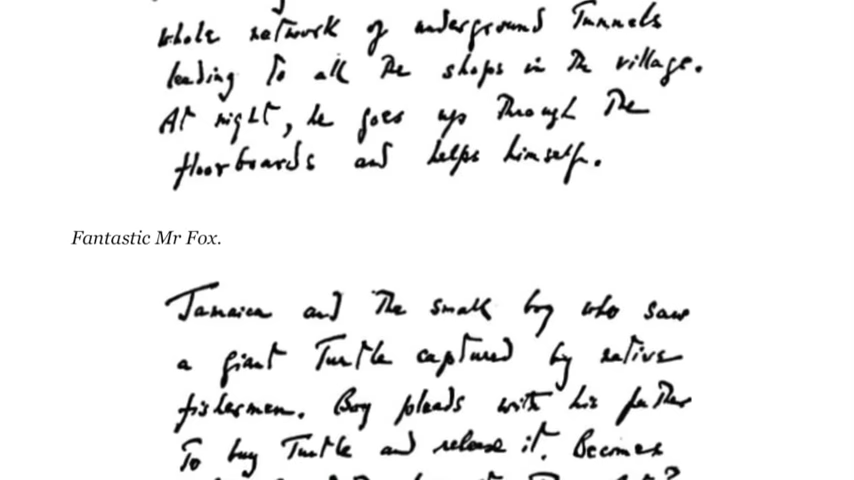 whole network of underground Tunnels
leading To all The shops in The village.
At night, he goes up Through The
floorboards and helps himself.
Fantastic Mr Fox.
Jamaica and The small boy who saw
a giant Turtle captured by native
fishermen. Boy pleads with his father
To buy Turtle and release it. Becomes